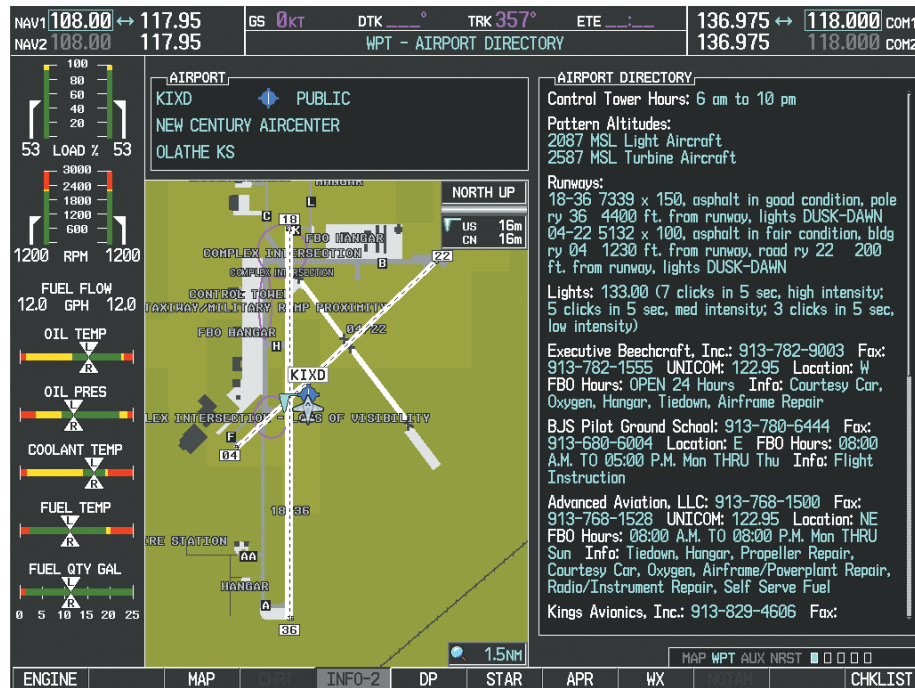 NAV1 108.00 ↔ 117.95
NAV2 108.00 117.95
GS 0KT DTK ___° TRK 357° ETE __:__
WPT - AIRPORT DIRECTORY
136.975 ↔ 118.000 COM1
136.975 118.000 COM2
100
80
60
40
20
53 LOAD % 53
3000
2400
1800
1200
600
1200 RPM 1200
FUEL FLOW
12.0 GPH 12.0
OIL TEMP
L
R
OIL PRES
L
R
COOLANT TEMP
L
R
FUEL TEMP
L
R
FUEL QTY GAL
L
R
0 5 10 15 20 25
AIRPORT
KIXD PUBLIC
NEW CENTURY AIRCENTER
OLATHE KS
NORTH UP
US 16m
CN 16m
HANGAR
L
C
18
K
FBO HANGAR
COMPLEX INTERSECTION
22
B
COMPLEX INTERSECTION
CONTROL TOWER
TAXIWAY/MILITARY RAMP PROXIMITY
04/22
FBO HANGAR
H
KIXD
PLEX INTERSECTION - LOSS OF VISIBILITY
F
04
18 36
IRE STATION
AA
HANGAR
A
36
1.5NM
AIRPORT DIRECTORY
Control Tower Hours: 6 am to 10 pm
Pattern Altitudes:
2087 MSL Light Aircraft
2587 MSL Turbine Aircraft
Runways:
18-36 7339 x 150, asphalt in good condition, pole
ry 36 4400 ft. from runway, lights DUSK-DAWN
04-22 5132 x 100, asphalt in fair condition, bldg
ry 04 1230 ft. from runway, road ry 22 200
ft. from runway, lights DUSK-DAWN
Lights: 133.00 (7 clicks in 5 sec, high intensity;
5 clicks in 5 sec, med intensity; 3 clicks in 5 sec,
low intensity)
Executive Beechcraft, Inc.: 913-782-9003 Fax:
913-782-1555 UNICOM: 122.95 Location: W
FBO Hours: OPEN 24 Hours Info: Courtesy Car,
Oxygen, Hangar, Tiedown, Airframe Repair
BJS Pilot Ground School: 913-780-6444 Fax:
913-680-6004 Location: E FBO Hours: 08:00
A.M. TO 05:00 P.M. Mon THRU Thu Info: Flight
Instruction
Advanced Aviation, LLC: 913-768-1500 Fax:
913-768-1528 UNICOM: 122.95 Location: NE
FBO Hours: 08:00 A.M. TO 08:00 P.M. Mon THRU
Sun Info: Tiedown, Hangar, Propeller Repair,
Courtesy Car, Oxygen, Airframe/Powerplant Repair,
Radio/Instrument Repair, Self Serve Fuel
Kings Avionics, Inc.: 913-829-4606 Fax:
MAP WPT AUX NRST
ENGINE MAP CHRT INFO-2 DP STAR APR WX NOTAM CHKLIST